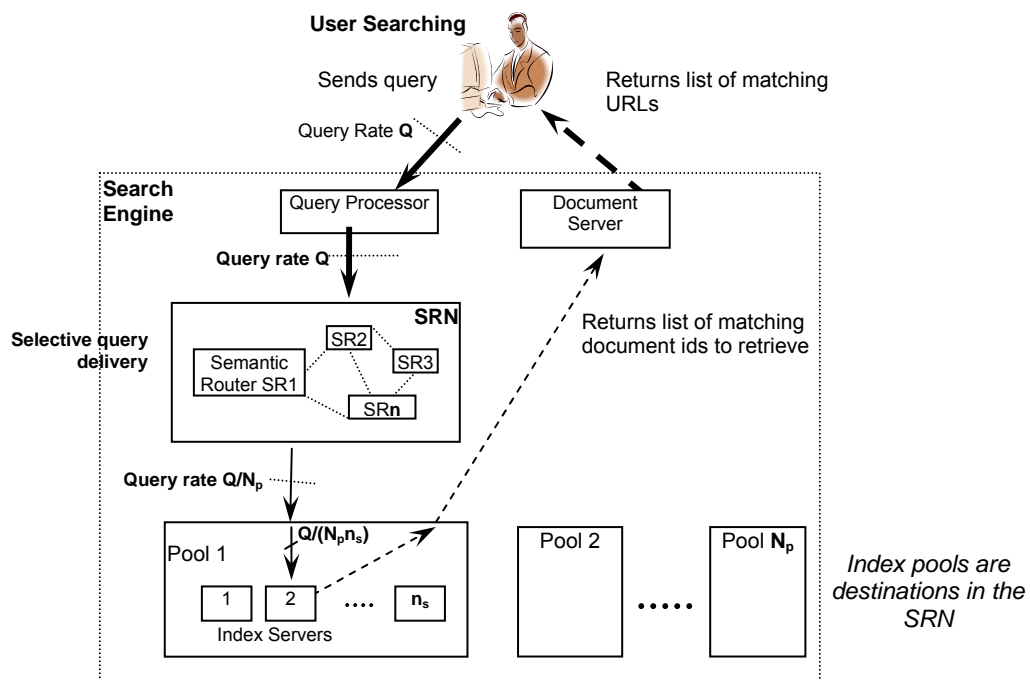 User Searching
Sends query
Returns list of matching
URLs
Query Rate Q
Search
Engine
Query Processor
Document
Server
Query rate Q
SRN
Selective query
delivery
SR2
SR3
Semantic
Router SR1
SRn
Returns list of matching
document ids to retrieve
Query rate Q/Np
Q/(Npns)
Pool 1
1
2
....
ns
Index Servers
Pool 2
.....
Pool Np
Index pools are
destinations in the
SRN